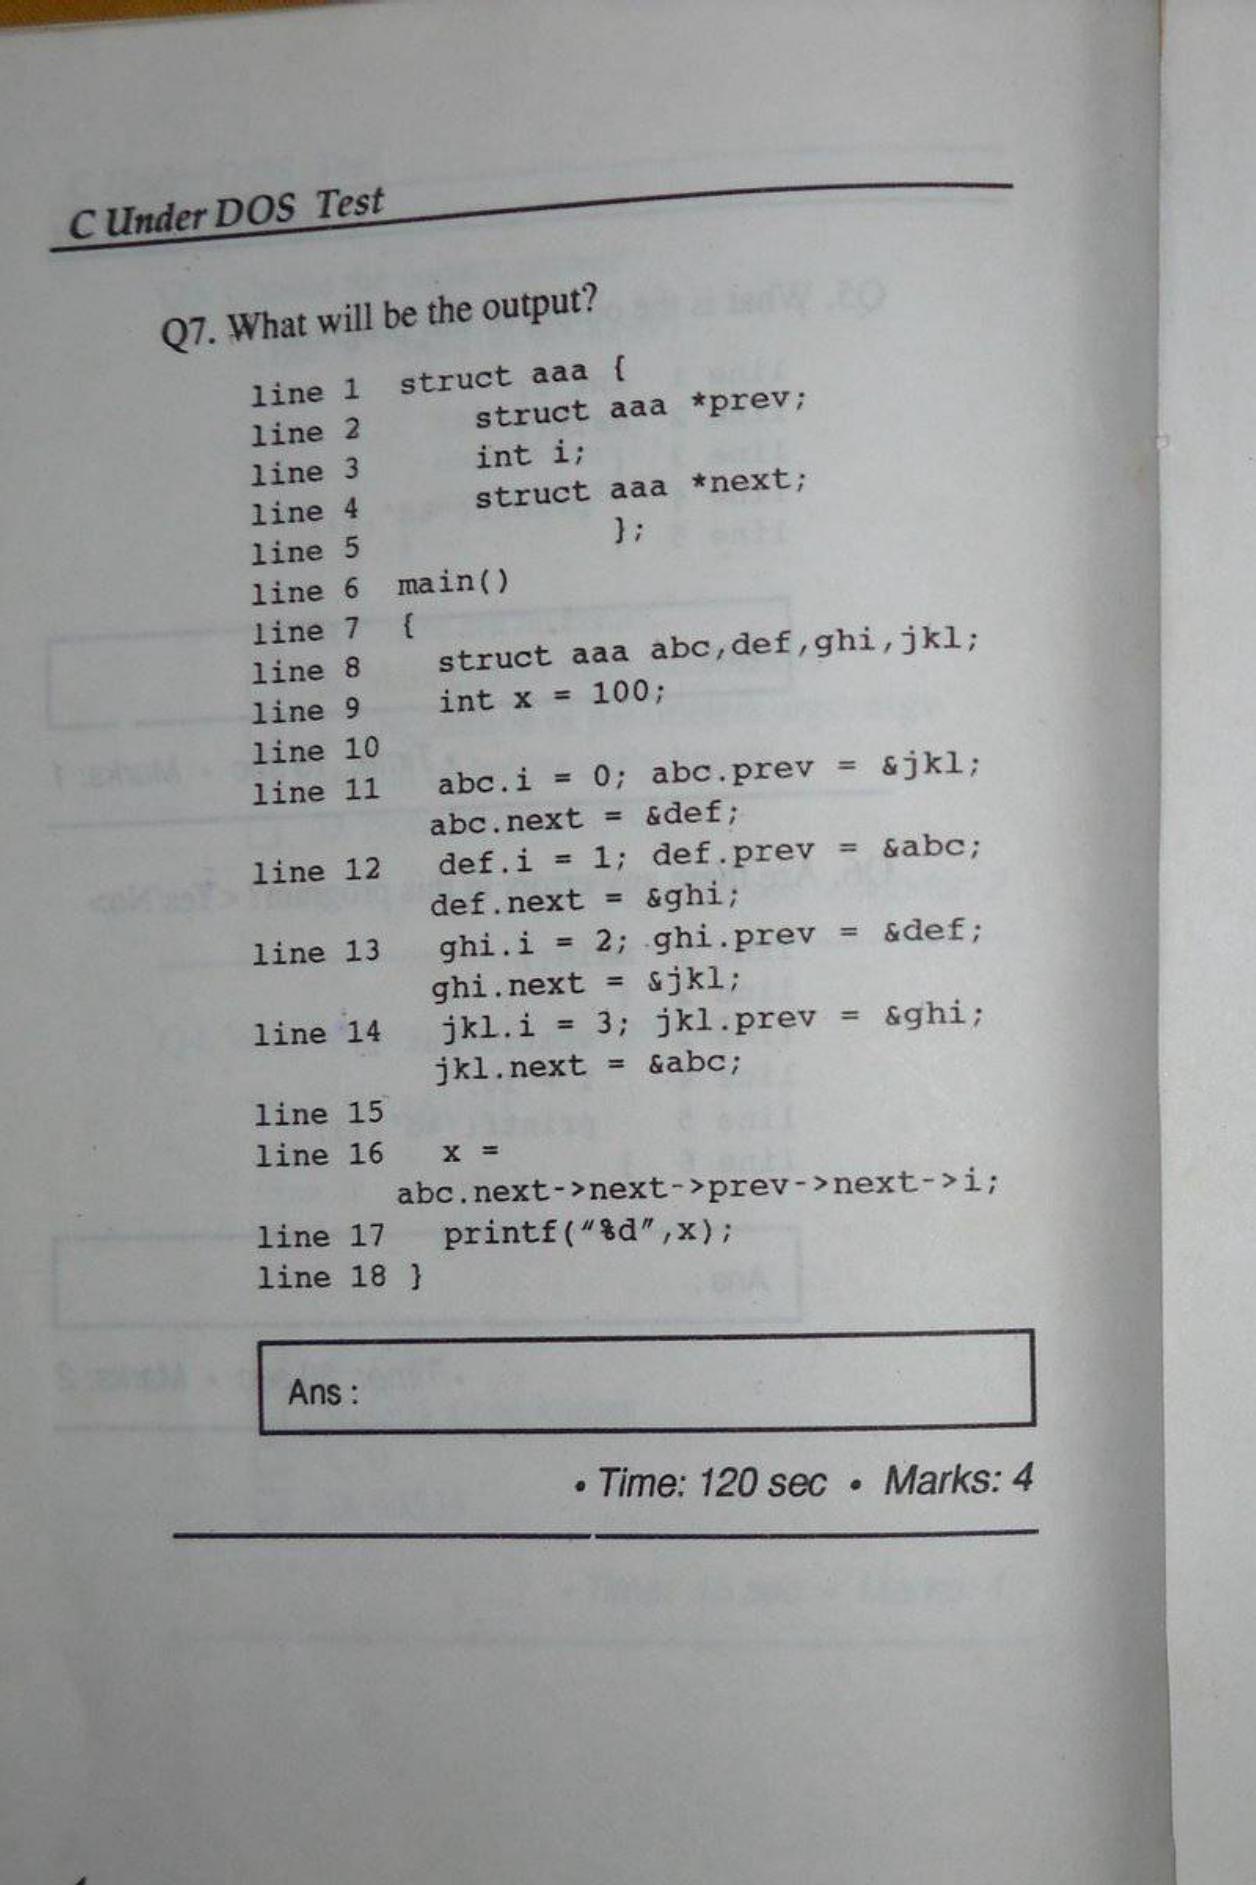 C Under DOS Test
Q7. What will be the output?
line 1 struct aaa {
line 2 struct aaa *prev;
line 3 int i;
line 4 struct aaa *next;
line 5 };
line 6 main()
line 7 {
line 8 struct aaa abc,def,ghi,jkl;
line 9 int x = 100;
line 10
line 11 abc.i = 0; abc.prev = &jkl;
abc.next = &def;
line 12 def.i = 1; def.prev = &abc;
def.next = &ghi;
line 13 ghi.i = 2; ghi.prev = &def;
ghi.next = &jkl;
line 14 jkl.i = 3; jkl.prev = &ghi;
jkl.next = &abc;
line 15
line 16 x =
abc.next->next->prev->next->i;
line 17 printf("%d",x);
line 18 }
Ans :
• Time: 120 sec • Marks: 4